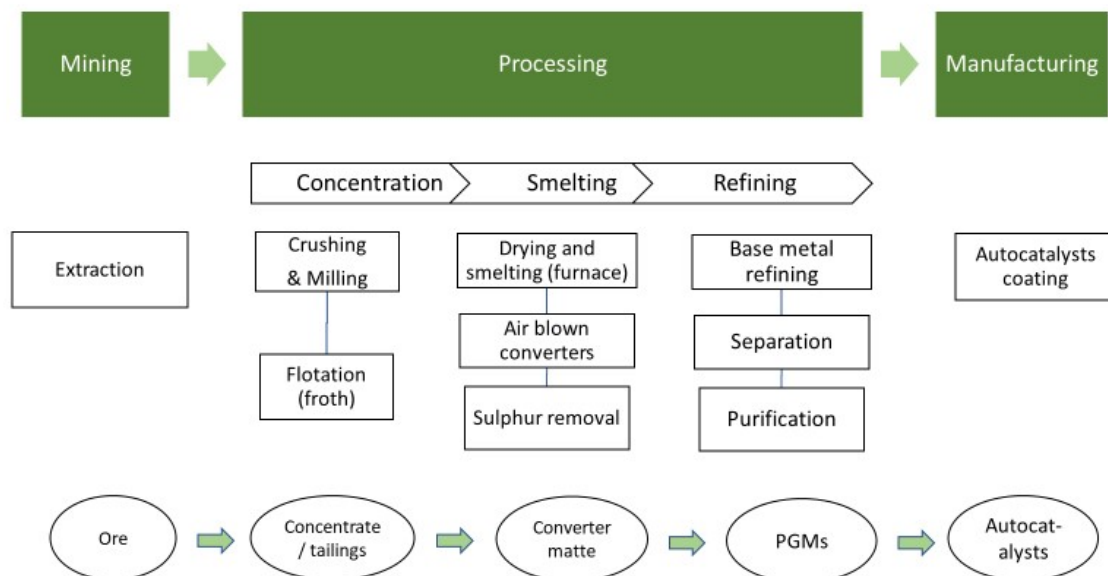 Mining
Processing
Manufacturing
Concentration
Smelting
Refining
Extraction
Crushing
& Milling
Flotation
(froth)
Drying and
smelting (furnace)
Air blown
converters
Sulphur removal
Base metal
refining
Separation
Purification
Autocatalysts
coating
Ore
Concentrate
/ tailings
Converter
matte
PGMs
Autocat-
alysts